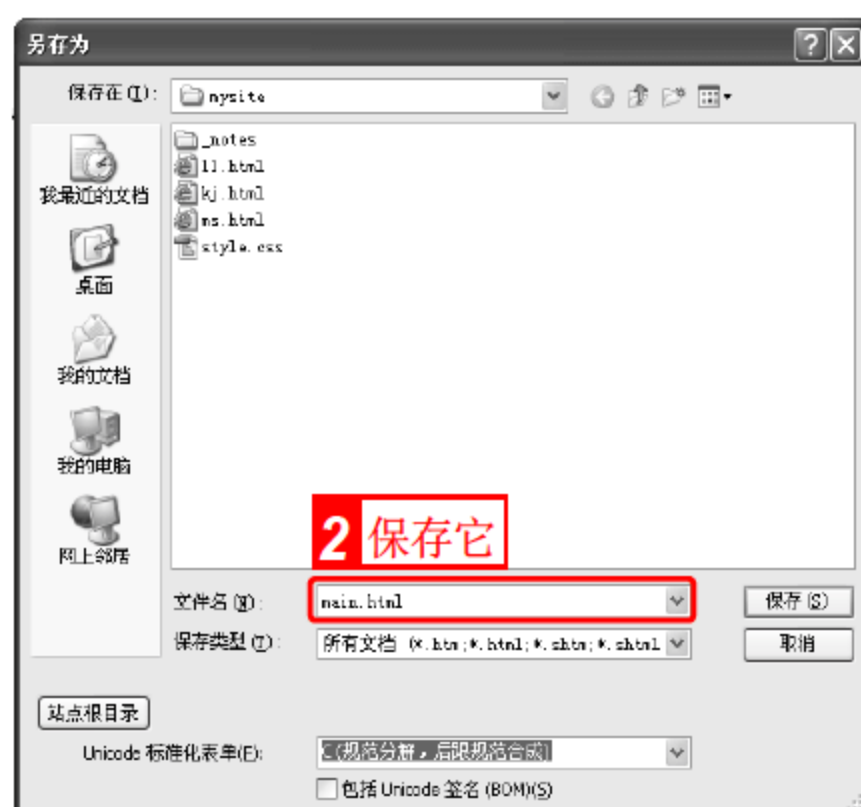 另存为
保存在(I):
mysite
_notes
ll.html
kj.html
ms.html
style.css
我最近的文档
桌面
我的文档
我的电脑
网上邻居
2 保存它
文件名(N):
main.html
保存(S)
保存类型(T):
所有文档 (*.htm;*.html;*.shtm;*.shtml
取消
站点根目录
Unicode 标准化表单(F):
C(规范分解，后跟规范合成)
包括 Unicode 签名 (BOM)(S)